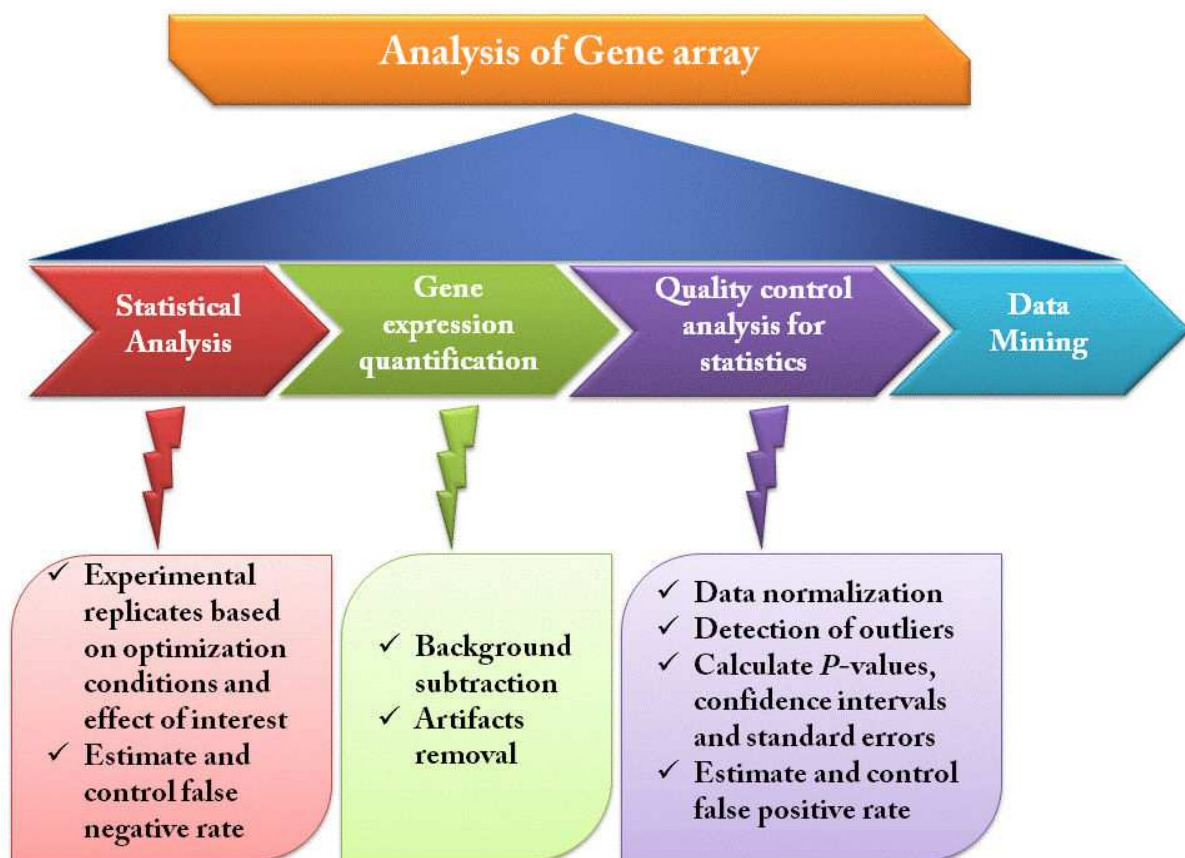 Analysis of Gene array
Statistical
Analysis
Gene
expression
quantification
Quality control
analysis for
statistics
Data
Mining
✓ Experimental
replicates based
on optimization
conditions and
effect of interest
✓ Estimate and
control false
negative rate
✓ Background
subtraction
✓ Artifacts
removal
✓ Data normalization
✓ Detection of outliers
✓ Calculate P-values,
confidence intervals
and standard errors
✓ Estimate and control
false positive rate